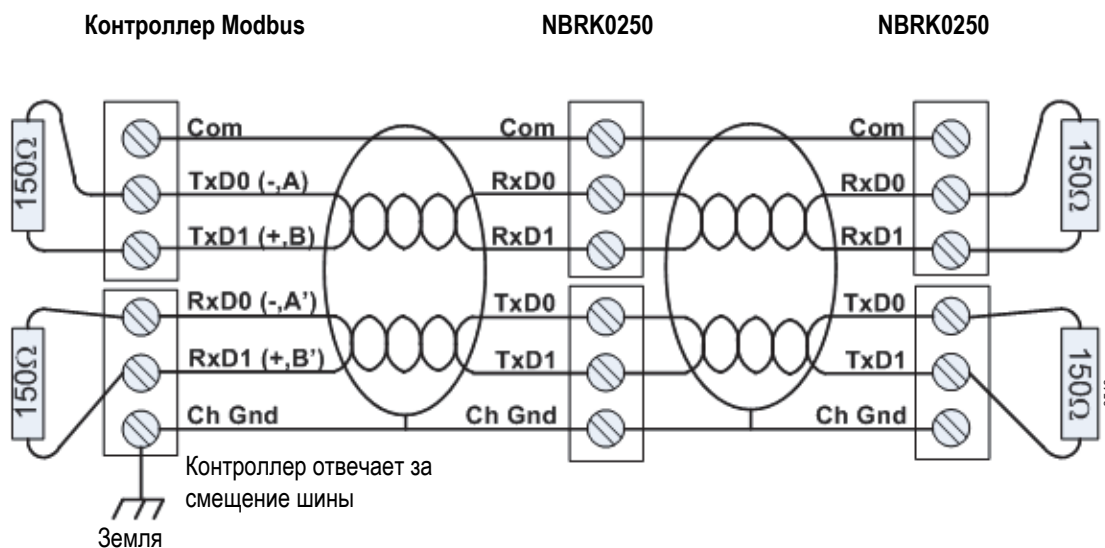 Контроллер Modbus NBRK0250 NBRK0250
Com Com Com
TxD0 (-,A) RxD0 RxD0
150Ω 150Ω
TxD1 (+,B) RxD1 RxD1
RxD0 (-,A’) TxD0 TxD0
150Ω 150Ω
RxD1 (+,B’) TxD1 TxD1
Ch Gnd Ch Gnd Ch Gnd
Контроллер отвечает за
смещение шины
Земля